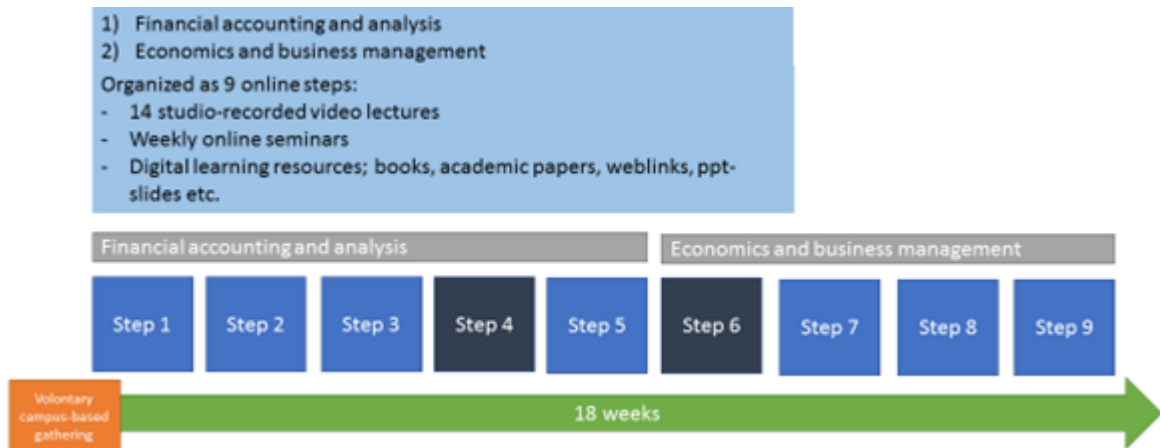 1) Financial accounting and analysis
2) Economics and business management
Organized as 9 online steps:
- 14 studio-recorded video lectures
- Weekly online seminars
- Digital learning resources; books, academic papers, weblinks, ppt-
slides etc.
Financial accounting and analysis
Economics and business management
Step 1
Step 2
Step 3
Step 4
Step 5
Step 6
Step 7
Step 8
Step 9
Volontary
campus-based
gathering
18 weeks